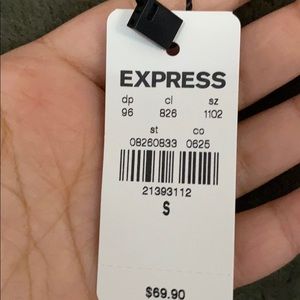 EXPRESS
dp cl sz
96 826 1102
st co
08260833 0625
21393112
S
$69.90